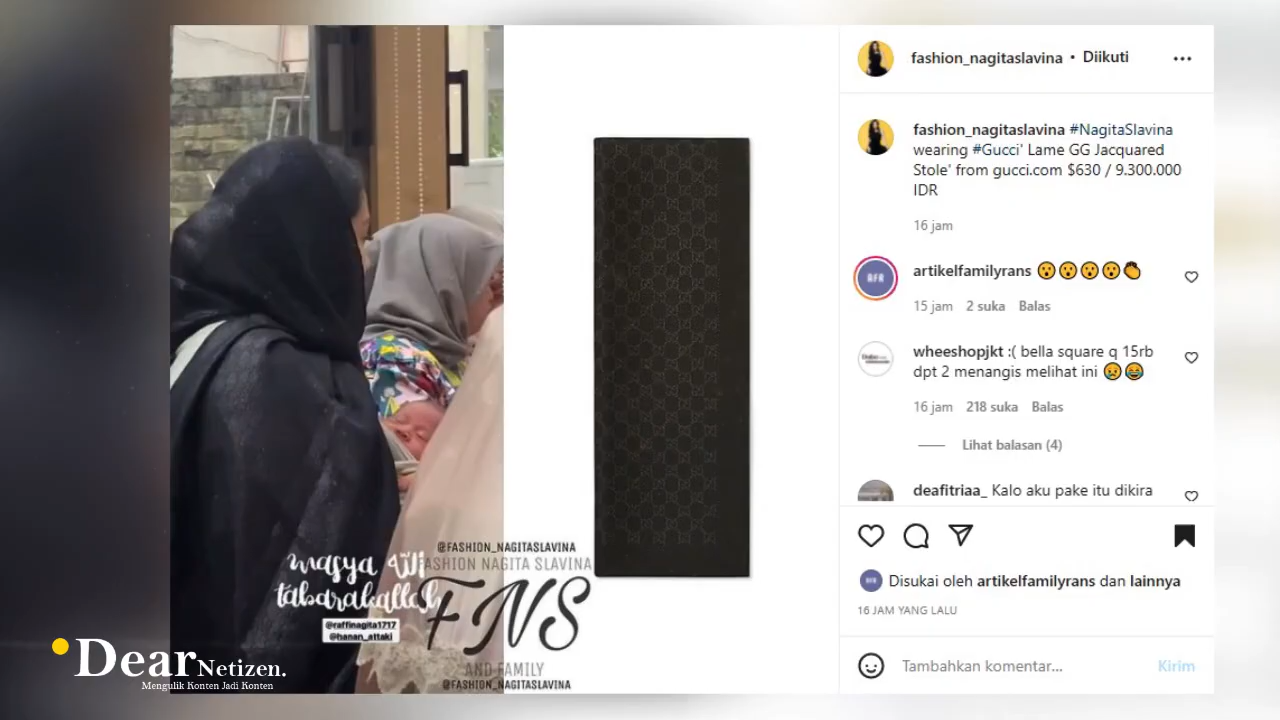 fashion_nagitaslavina • Diikuti
fashion_nagitaslavina #NagitaSlavina
wearing #Gucci' Lame GG Jacquared
Stole' from gucci.com $630 / 9.300.000
IDR
16 jam
artikelfamilyrans 😮😮😮😮👏
15 jam 2 suka Balas
wheeshopjkt :( bella square q 15rb
dpt 2 menangis melihat ini 😢😂
16 jam 218 suka Balas
Lihat balasan (4)
deafitriaa_ Kalo aku pake itu dikira
Disukai oleh artikelfamilyrans dan lainnya
16 JAM YANG LALU
Tambahkan komentar... Kirim
masya الله
tabarakallah
@raffinagita1717
@hanan_attaki
@FASHION_NAGITASLAVINA
FASHION NAGITA SLAVINA
FNS
AND FAMILY
@FASHION_NAGITASLAVINA
Dear Netizen.
Mengulik Konten Jadi Konten